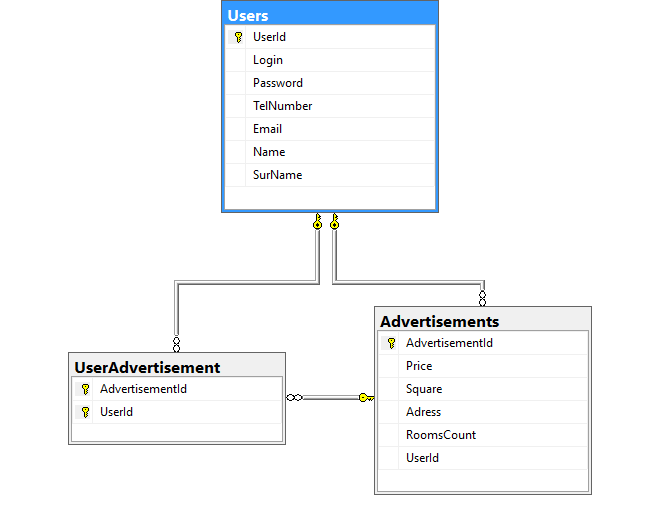 Users
UserId
Login
Password
TelNumber
Email
Name
SurName
UserAdvertisement
AdvertisementId
UserId
Advertisements
AdvertisementId
Price
Square
Adress
RoomsCount
UserId